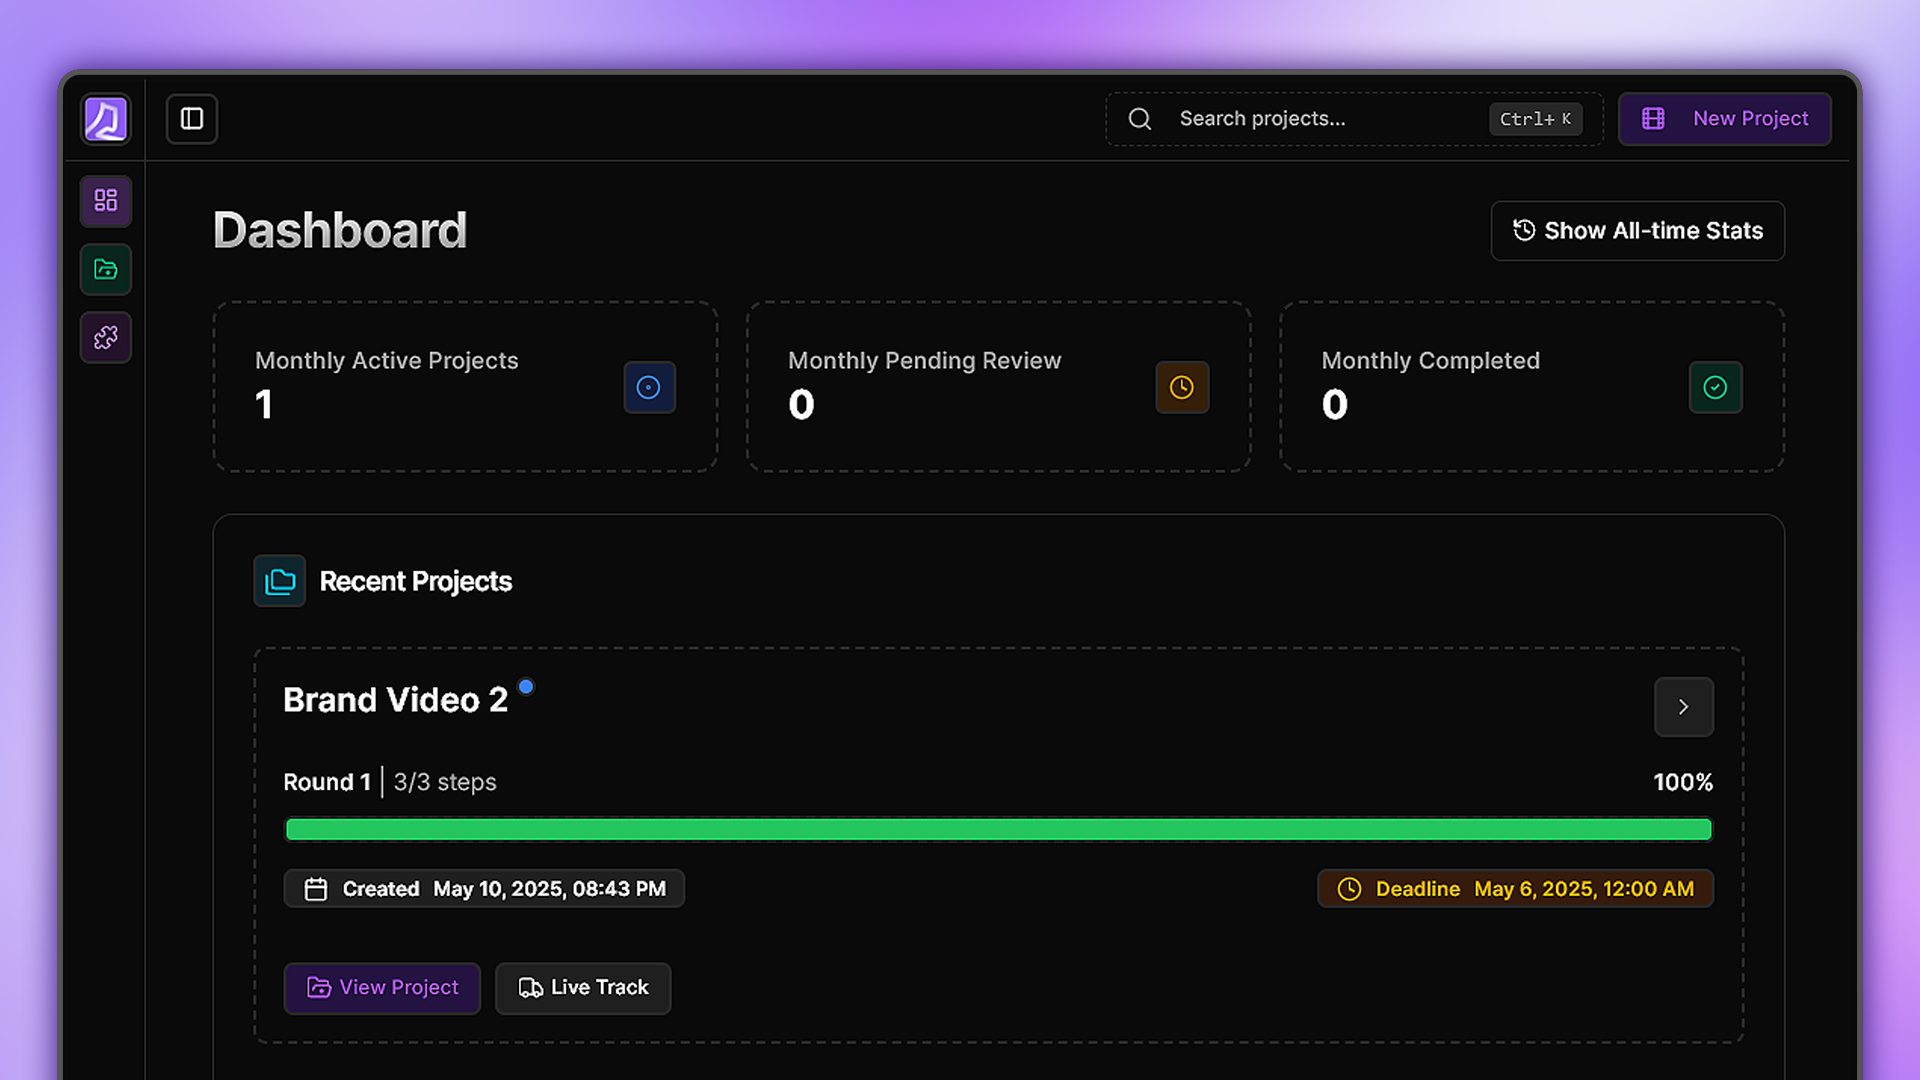 Search projects... Ctrl+ K New Project
Dashboard
Show All-time Stats
Monthly Active Projects
1
Monthly Pending Review
0
Monthly Completed
0
Recent Projects
Brand Video 2
Round 1 3/3 steps 100%
Created May 10, 2025, 08:43 PM
Deadline May 6, 2025, 12:00 AM
View Project Live Track